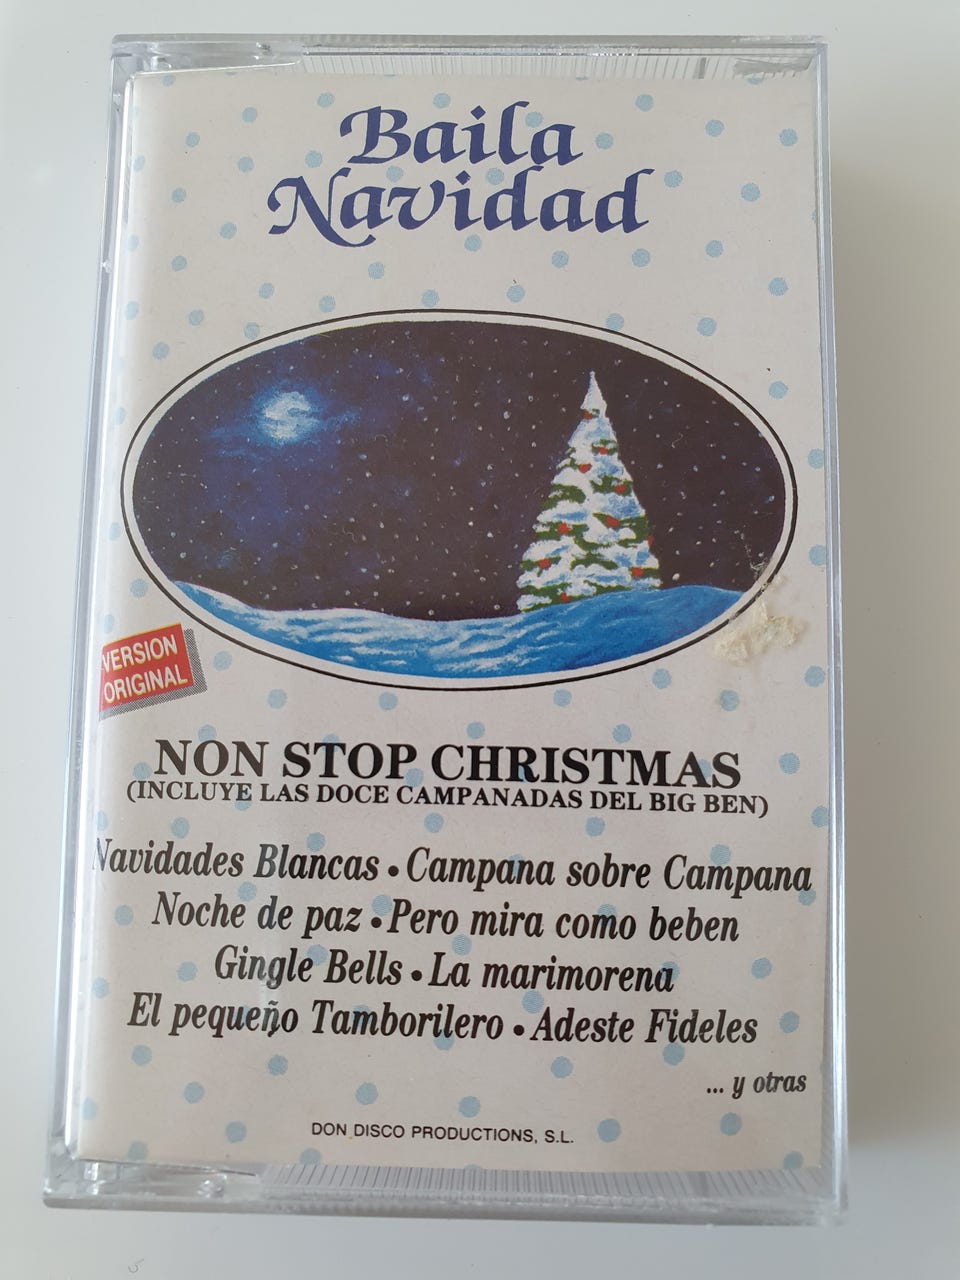 Baila
Navidad
VERSION
ORIGINAL
NON STOP CHRISTMAS
(INCLUYE LAS DOCE CAMPANADAS DEL BIG BEN)
Navidades Blancas • Campana sobre Campana
Noche de paz • Pero mira como beben
Gingle Bells • La marimorena
El pequeño Tamborilero • Adeste Fideles
... y otras
DON DISCO PRODUCTIONS, S.L.